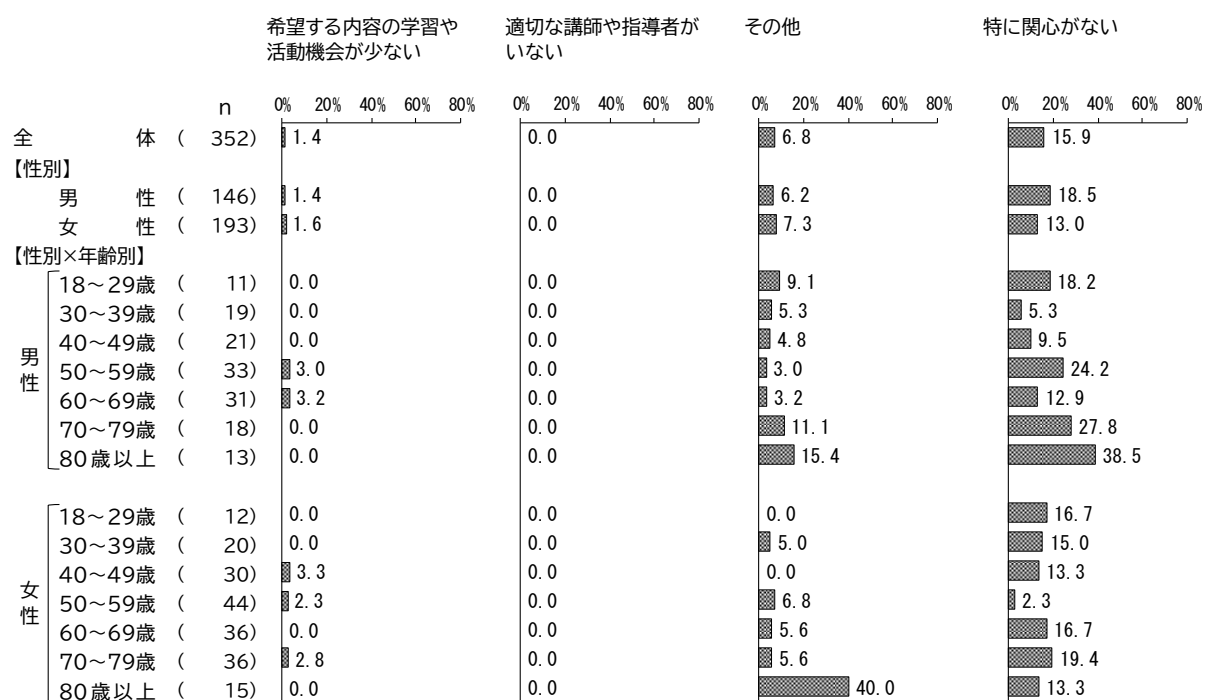 希望する内容の学習や 適切な講師や指導者が その他 特に関心がない
活動機会が少ない いない
n 0% 20% 40% 60% 80% 0% 20% 40% 60% 80% 0% 20% 40% 60% 80% 0% 20% 40% 60% 80%
全体 ( 352) 1.4 0.0 6.8 15.9
【性別】
男性 ( 146) 1.4 0.0 6.2 18.5
女性 ( 193) 1.6 0.0 7.3 13.0
【性別×年齢別】
男性
18～29歳 ( 11) 0.0 0.0 9.1 18.2
30～39歳 ( 19) 0.0 0.0 5.3 5.3
40～49歳 ( 21) 0.0 0.0 4.8 9.5
50～59歳 ( 33) 3.0 0.0 3.0 24.2
60～69歳 ( 31) 3.2 0.0 3.2 12.9
70～79歳 ( 18) 0.0 0.0 11.1 27.8
80歳以上 ( 13) 0.0 0.0 15.4 38.5
女性
18～29歳 ( 12) 0.0 0.0 0.0 16.7
30～39歳 ( 20) 0.0 0.0 5.0 15.0
40～49歳 ( 30) 3.3 0.0 0.0 13.3
50～59歳 ( 44) 2.3 0.0 6.8 2.3
60～69歳 ( 36) 0.0 0.0 5.6 16.7
70～79歳 ( 36) 2.8 0.0 5.6 19.4
80歳以上 ( 15) 0.0 0.0 40.0 13.3